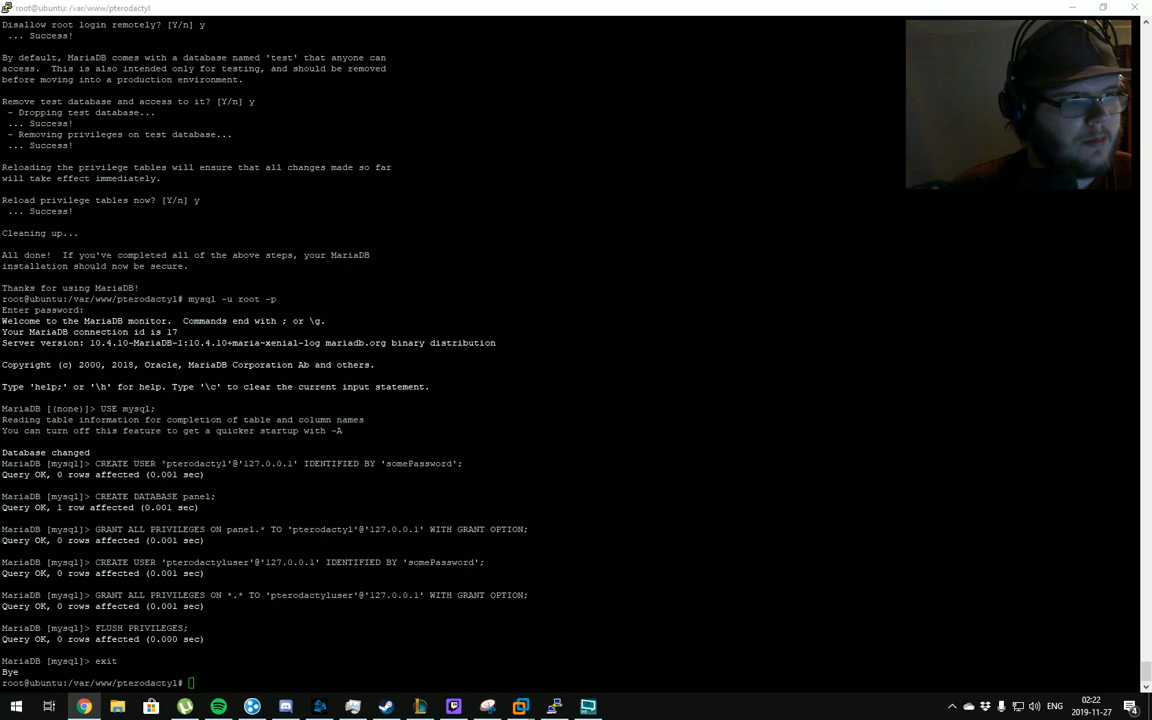 root@ubuntu: /var/www/pterodactyl
Disallow root login remotely? [Y/n] y
... Success!
By default, MariaDB comes with a database named 'test' that anyone can
access.  This is also intended only for testing, and should be removed
before moving into a production environment.
Remove test database and access to it? [Y/n] y
- Dropping test database...
... Success!
- Removing privileges on test database...
... Success!
Reloading the privilege tables will ensure that all changes made so far
will take effect immediately.
Reload privilege tables now? [Y/n] y
... Success!
Cleaning up...
All done!  If you've completed all of the above steps, your MariaDB
installation should now be secure.
Thanks for using MariaDB!
root@ubuntu:/var/www/pterodactyl# mysql -u root -p
Enter password:
Welcome to the MariaDB monitor.  Commands end with ; or \g.
Your MariaDB connection id is 17
Server version: 10.4.10-MariaDB-1:10.4.10+maria~xenial-log mariadb.org binary distribution
Copyright (c) 2000, 2018, Oracle, MariaDB Corporation Ab and others.
Type 'help;' or '\h' for help. Type '\c' to clear the current input statement.
MariaDB [(none)]> USE mysql;
Reading table information for completion of table and column names
You can turn off this feature to get a quicker startup with -A
Database changed
MariaDB [mysql]> CREATE USER 'pterodactyl'@'127.0.0.1' IDENTIFIED BY 'somePassword';
Query OK, 0 rows affected (0.001 sec)
MariaDB [mysql]> CREATE DATABASE panel;
Query OK, 1 row affected (0.001 sec)
MariaDB [mysql]> GRANT ALL PRIVILEGES ON panel.* TO 'pterodactyl'@'127.0.0.1' WITH GRANT OPTION;
Query OK, 0 rows affected (0.001 sec)
MariaDB [mysql]> CREATE USER 'pterodactyluser'@'127.0.0.1' IDENTIFIED BY 'somePassword';
Query OK, 0 rows affected (0.001 sec)
MariaDB [mysql]> GRANT ALL PRIVILEGES ON *.* TO 'pterodactyluser'@'127.0.0.1' WITH GRANT OPTION;
Query OK, 0 rows affected (0.001 sec)
MariaDB [mysql]> FLUSH PRIVILEGES;
Query OK, 0 rows affected (0.000 sec)
MariaDB [mysql]> exit
Bye
root@ubuntu:/var/www/pterodactyl#
ENG
02:22
2019-11-27
4